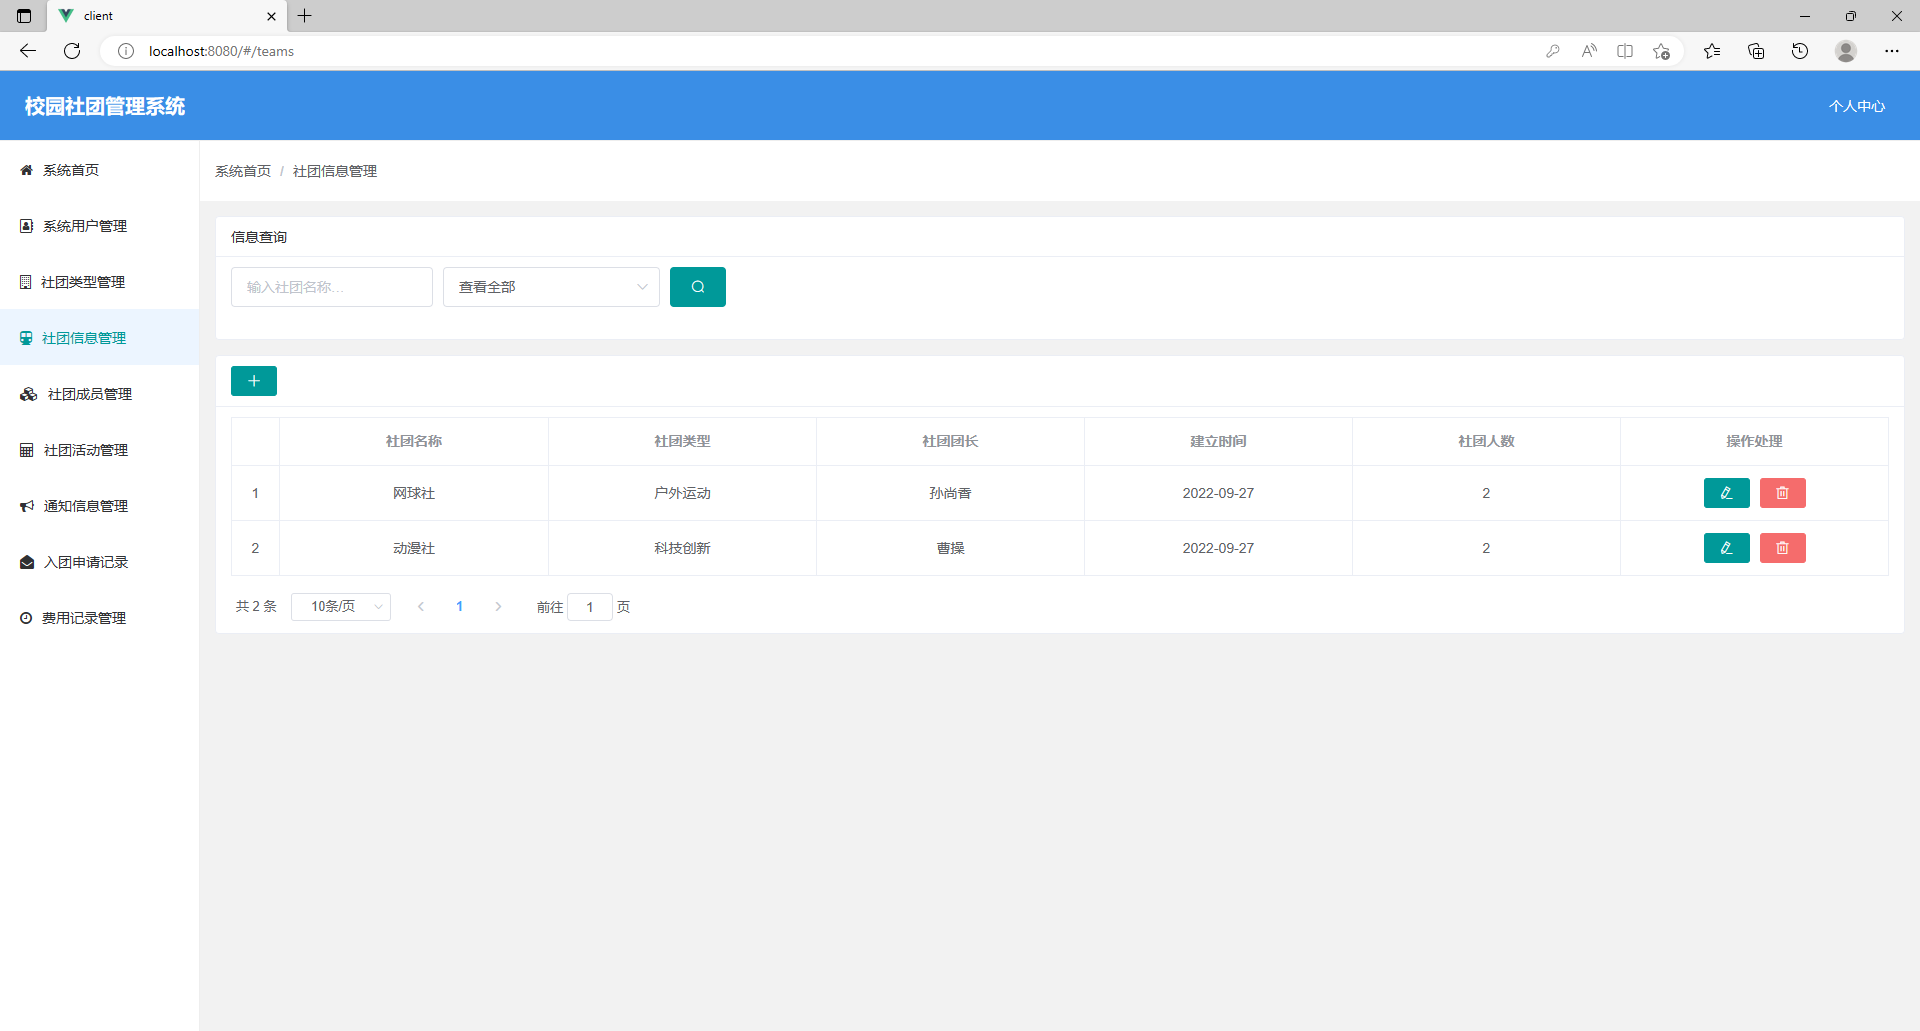 client
localhost:8080/#/teams
校园社团管理系统
个人中心
系统首页
系统用户管理
社团类型管理
社团信息管理
社团成员管理
社团活动管理
通知信息管理
入团申请记录
费用记录管理
系统首页 / 社团信息管理
信息查询
输入社团名称... 查看全部
社团名称 社团类型 社团团长 建立时间 社团人数 操作处理
1 网球社 户外运动 孙尚香 2022-09-27 2
2 动漫社 科技创新 曹操 2022-09-27 2
共 2 条 10条/页 1 前往 1 页